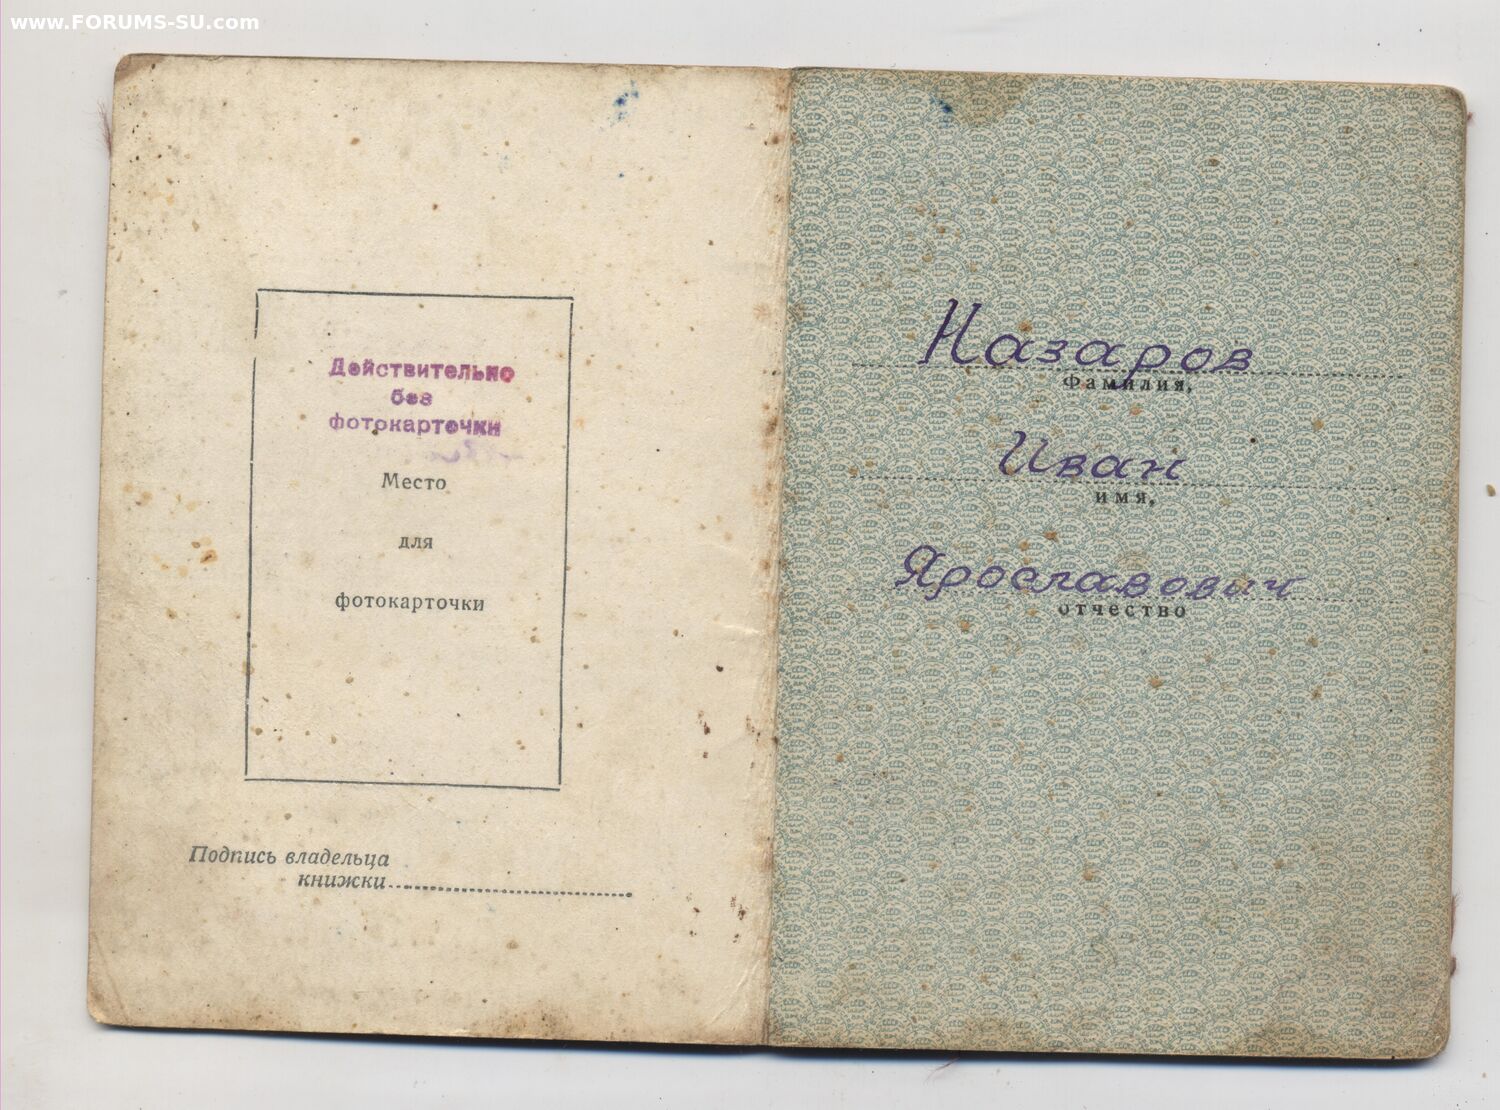 www.FORUMS-SU.com
Действительно
без
фотокарточки
Место
для
фотокарточки
Подпись владельца
книжки
Назаров
Фамилия,
Иван
имя,
Ярославович
отчество